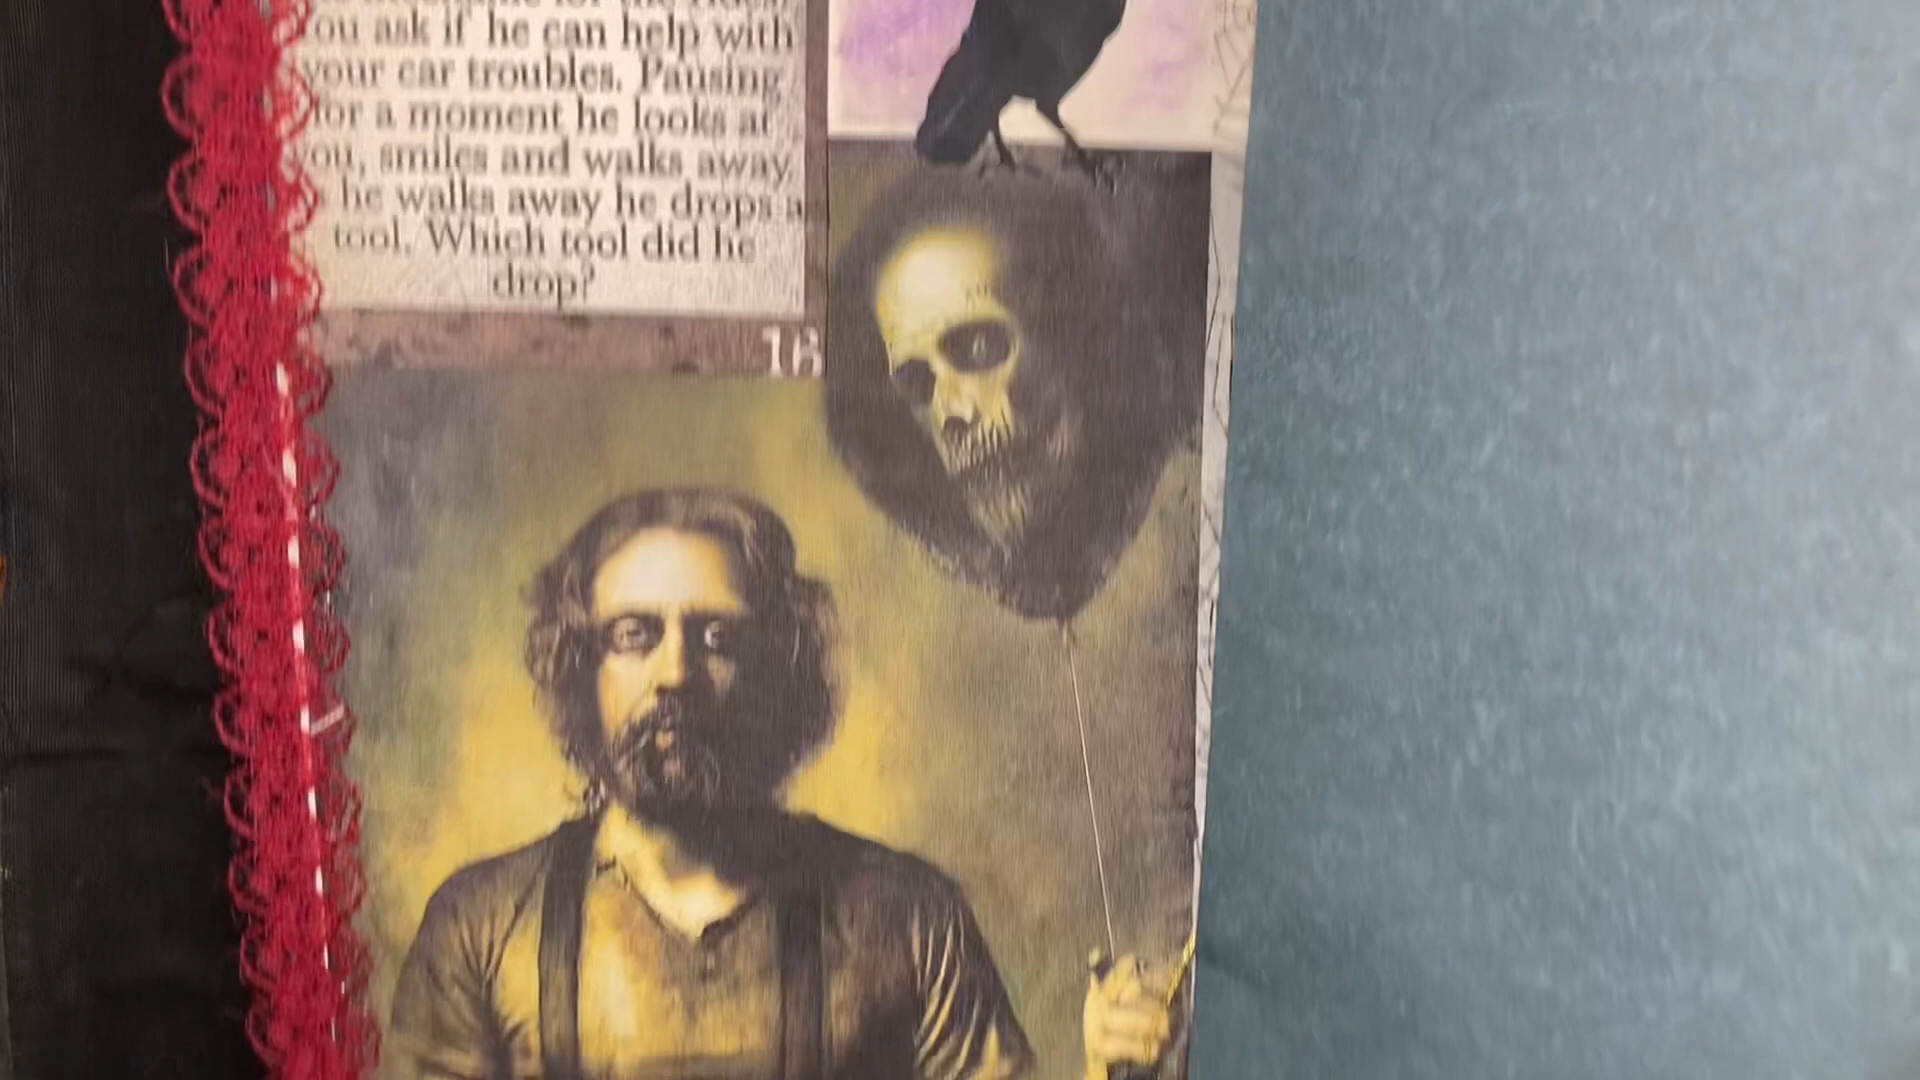 ou ask if he can help with
your car troubles. Pausing
for a moment he looks at
you, smiles and walks away.
he walks away he drops a
tool. Which tool did he
drop?
16